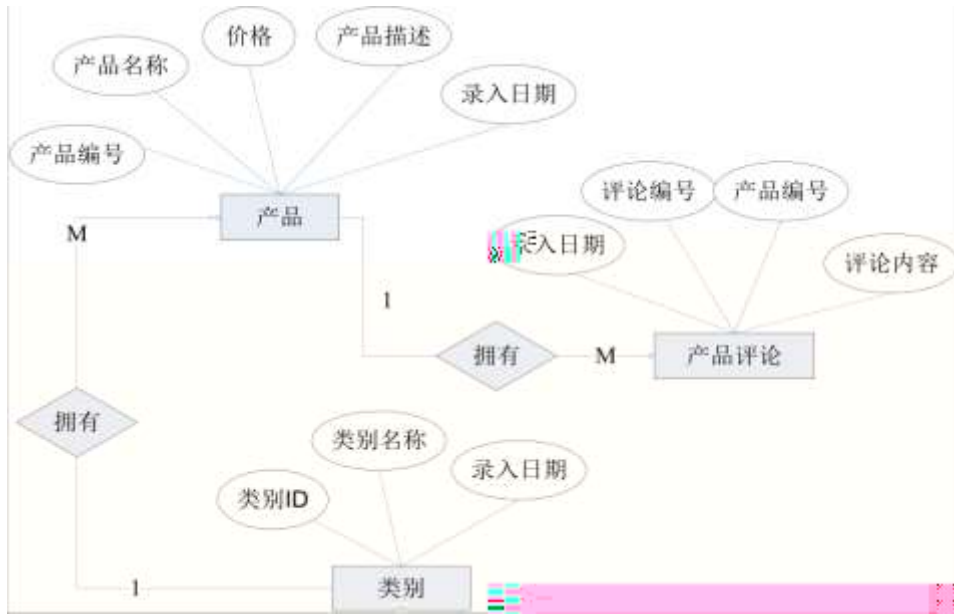 价格
产品描述
产品名称
录入日期
产品编号
产品
评论编号
产品编号
M
入日期
评论内容
1
拥有
M
产品评论
拥有
类别名称
录入日期
类别ID
1
类别